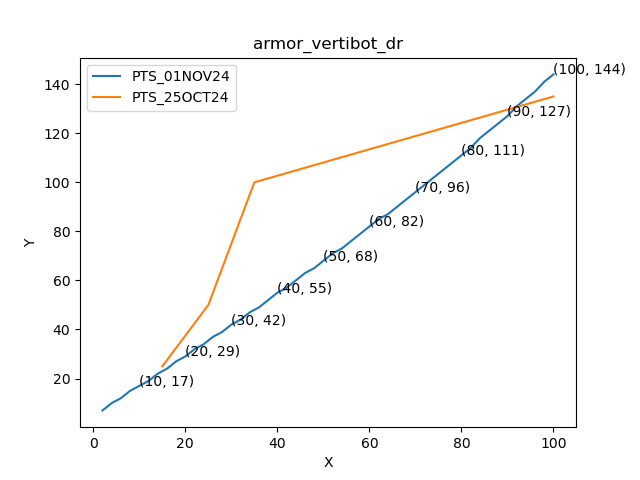 armor_vertibot_dr
PTS_01NOV24
PTS_25OCT24
(100, 144)
(90, 127)
(80, 111)
(70, 96)
(60, 82)
(50, 68)
(40, 55)
(30, 42)
(20, 29)
(10, 17)
140
120
100
80
60
40
20
Y
0 20 40 60 80 100
X